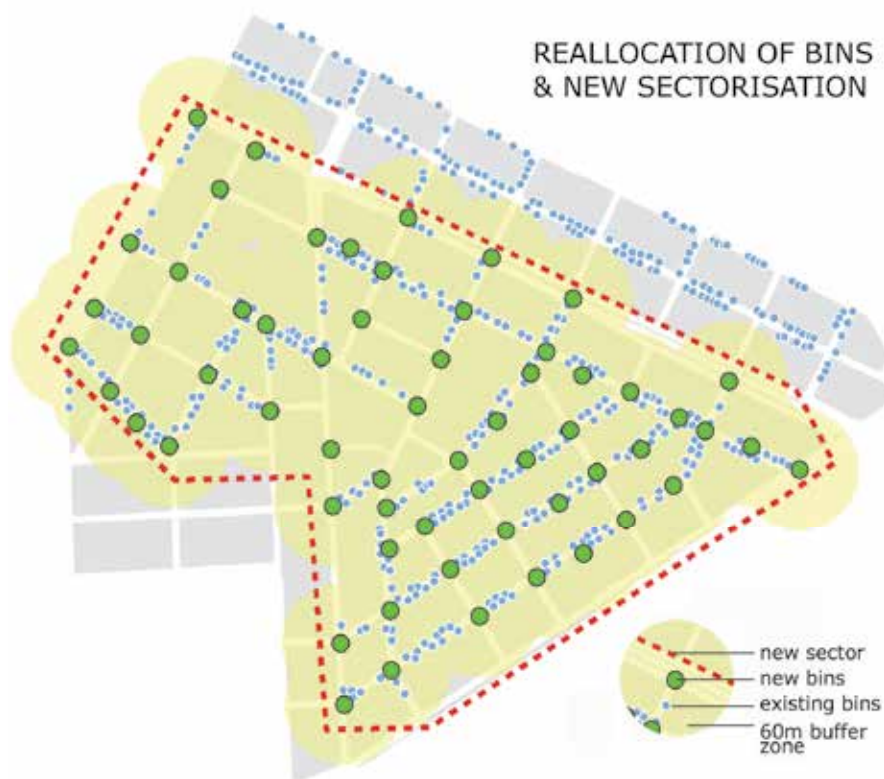 REALLOCATION OF BINS
& NEW SECTORISATION
new sector
new bins
existing bins
60m buffer
zone